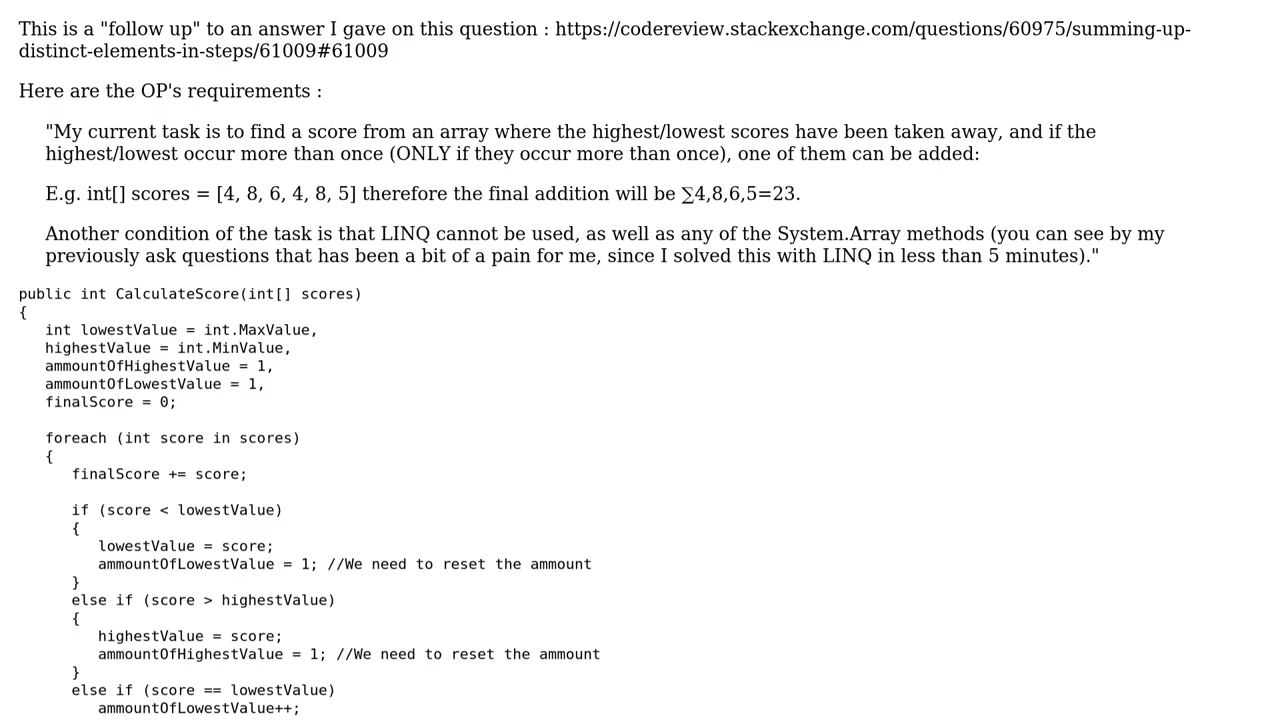 This is a "follow up" to an answer I gave on this question : https://codereview.stackexchange.com/questions/60975/summing-up-
distinct-elements-in-steps/61009#61009
Here are the OP's requirements :
"My current task is to find a score from an array where the highest/lowest scores have been taken away, and if the
highest/lowest occur more than once (ONLY if they occur more than once), one of them can be added:
E.g. int[] scores = [4, 8, 6, 4, 8, 5] therefore the final addition will be ∑4,8,6,5=23.
Another condition of the task is that LINQ cannot be used, as well as any of the System.Array methods (you can see by my
previously ask questions that has been a bit of a pain for me, since I solved this with LINQ in less than 5 minutes)."
public int CalculateScore(int[] scores)
{
   int lowestValue = int.MaxValue,
   highestValue = int.MinValue,
   ammountOfHighestValue = 1,
   ammountOfLowestValue = 1,
   finalScore = 0;
   foreach (int score in scores)
   {
      finalScore += score;
      if (score < lowestValue)
      {
         lowestValue = score;
         ammountOfLowestValue = 1; //We need to reset the ammount
      }
      else if (score > highestValue)
      {
         highestValue = score;
         ammountOfHighestValue = 1; //We need to reset the ammount
      }
      else if (score == lowestValue)
         ammountOfLowestValue++;